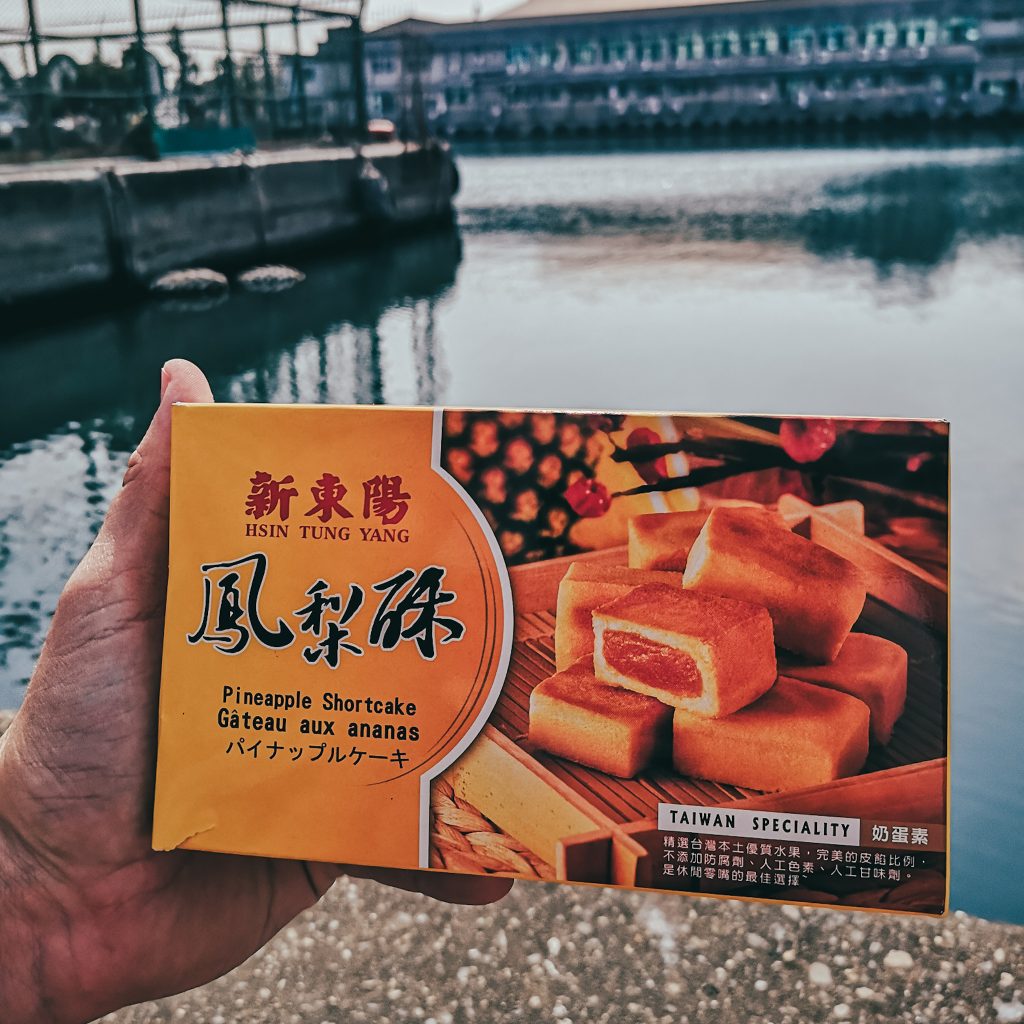 新東陽
HSIN TUNG YANG
鳳梨酥
Pineapple Shortcake
Gâteau aux ananas
パイナップルケーキ
TAIWAN SPECIALITY
奶蛋素
精選台灣本土優質水果，完美的皮餡比例，
不添加防腐劑、人工色素、人工甘味劑。
是休閒零嘴的最佳選擇~